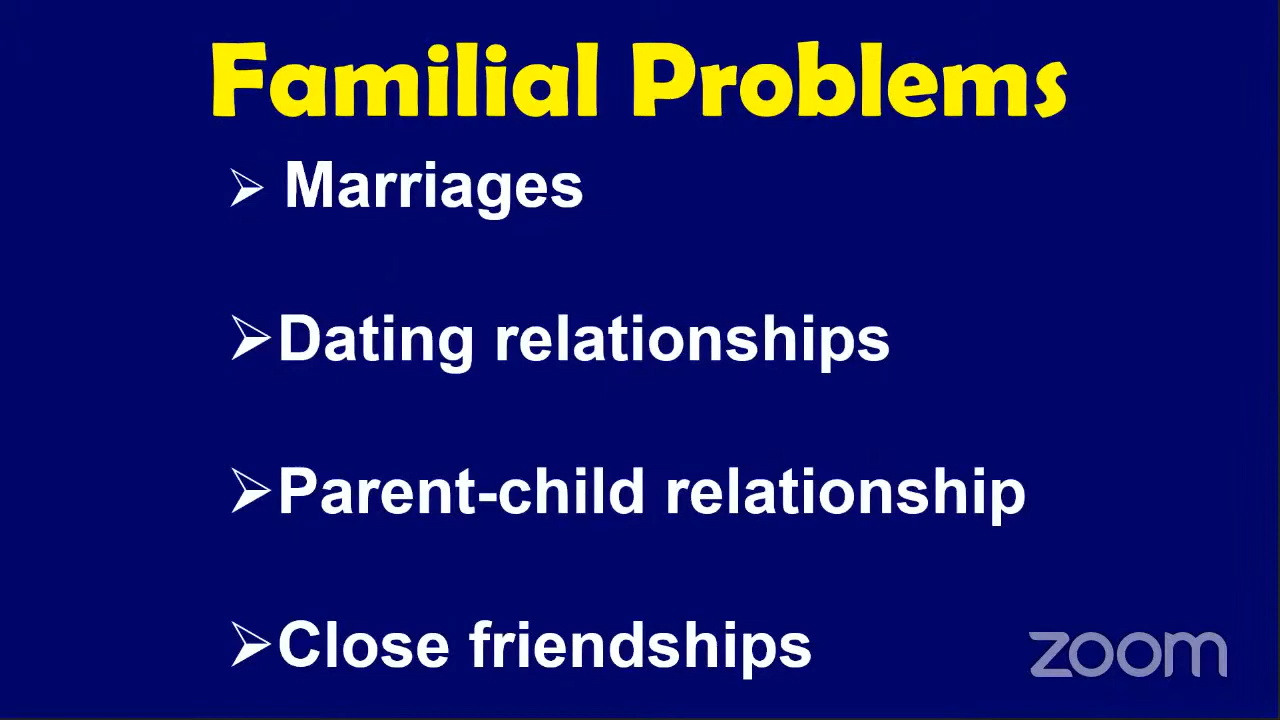 Familial Problems
➢ Marriages
➢Dating relationships
➢Parent-child relationship
➢Close friendships
zoom